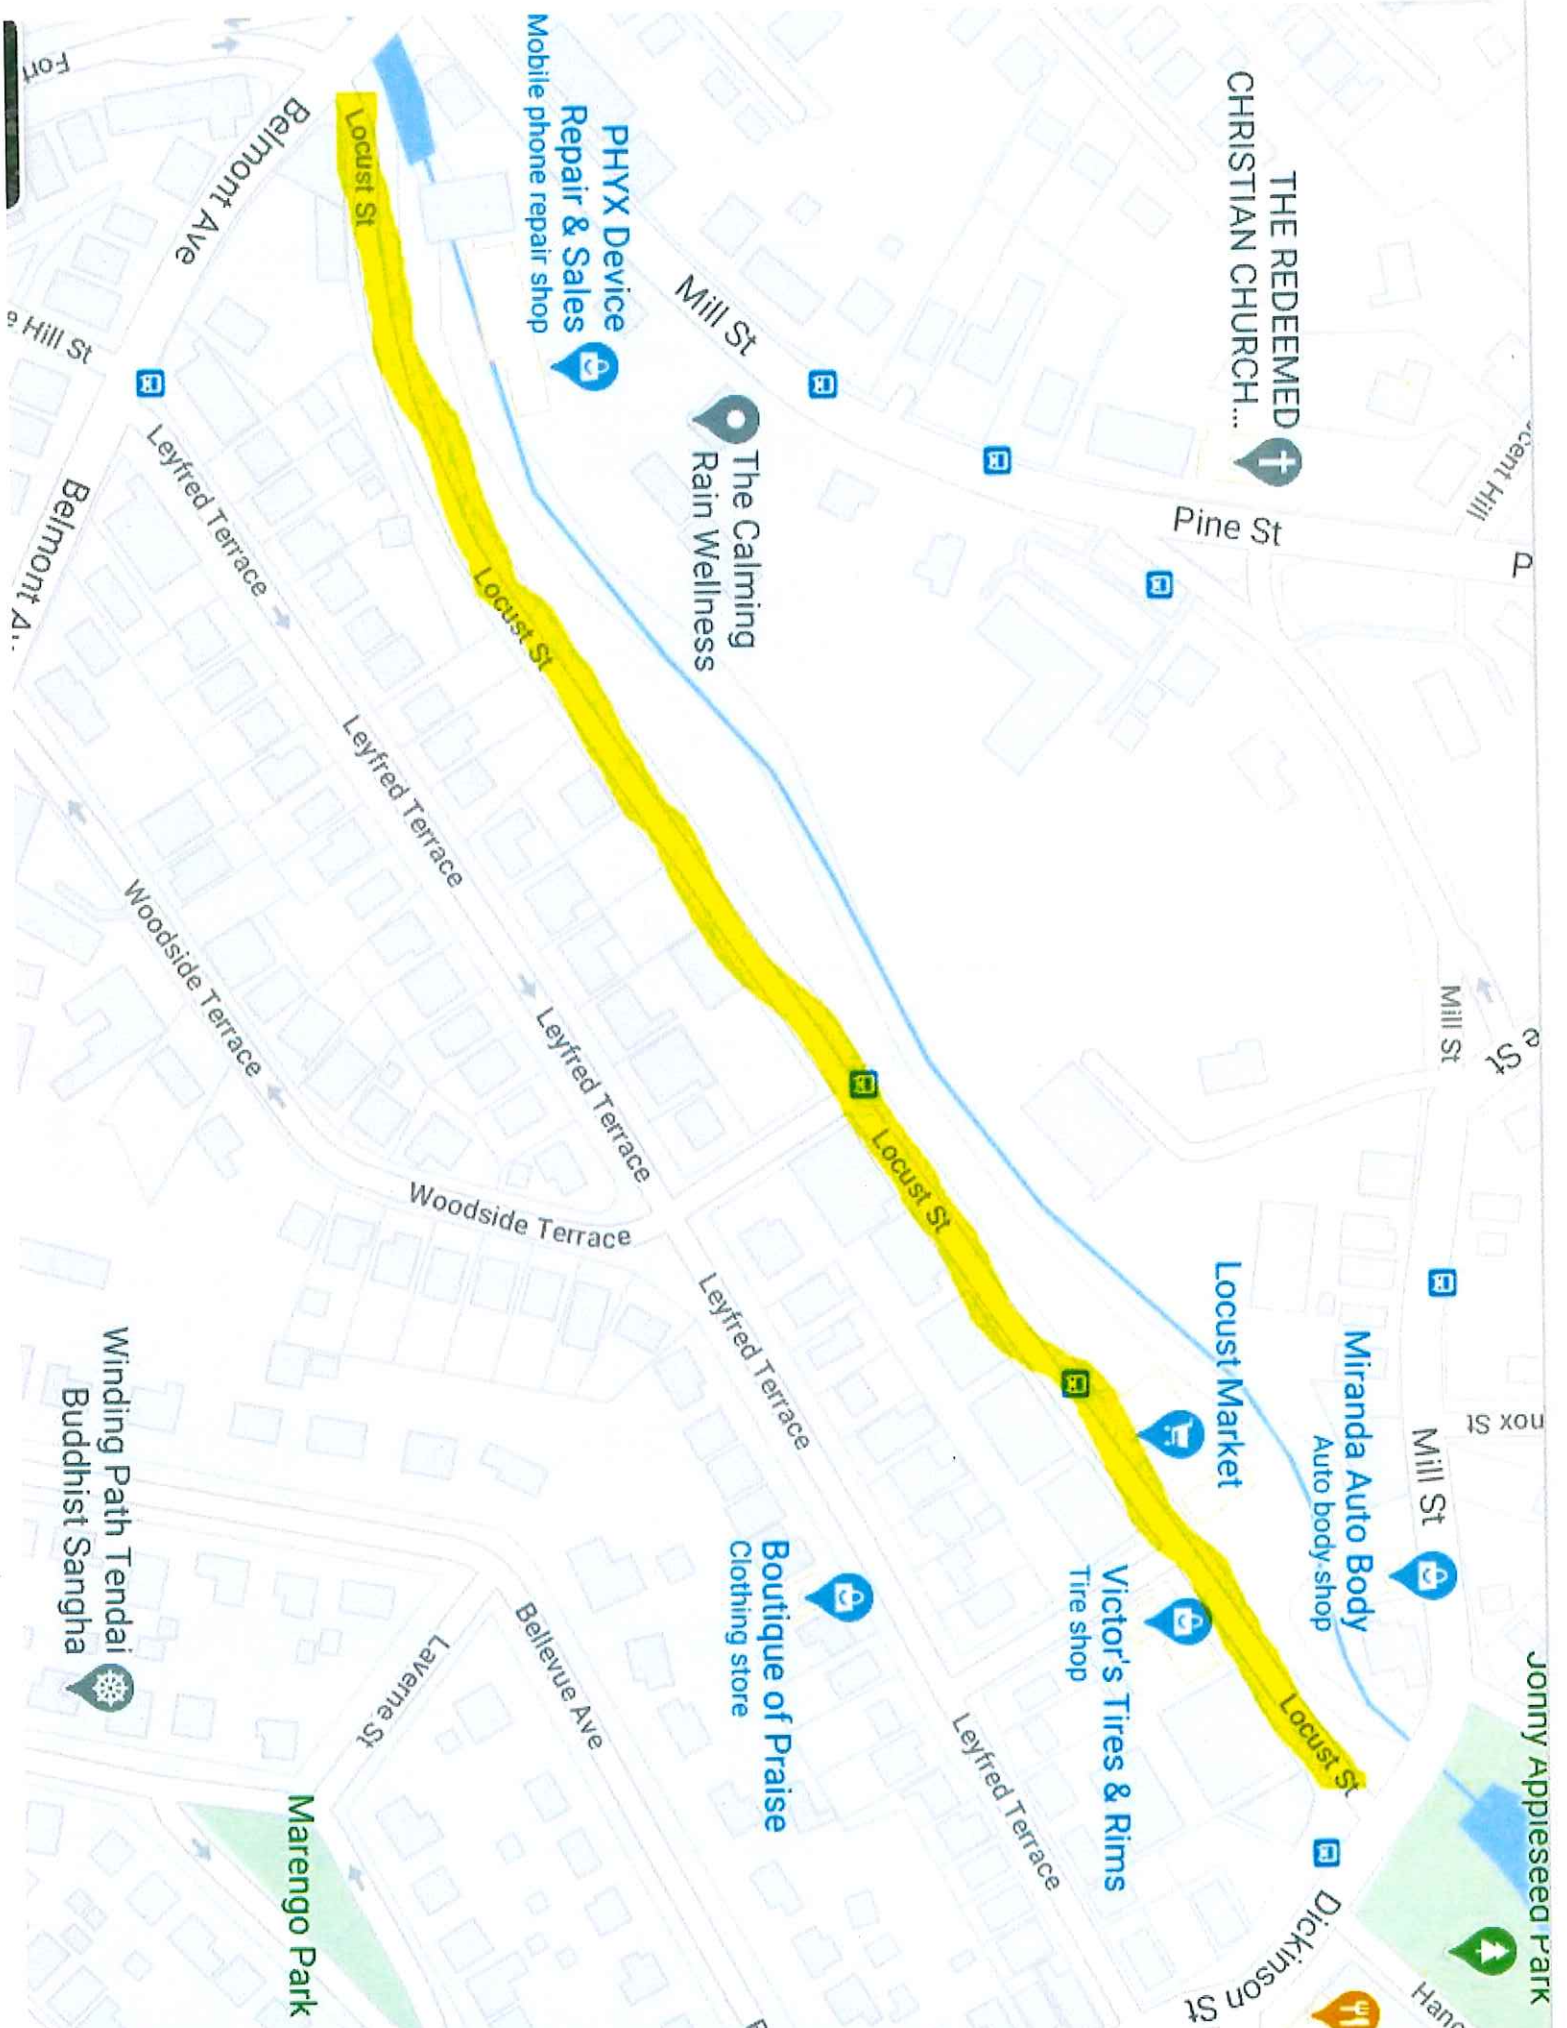 Jonny Appleseed Park
Hill
P
Pine St
THE REDEEMED
CHRISTIAN CHURCH...
St
Mill St
Mill St
Mill St
Miranda Auto Body
Auto body shop
Locust Market
The Calming
Rain Wellness
PHYX Device
Repair & Sales
Mobile phone repair shop
Locust St
Locust St
Locust St
Locust St
Victor's Tires & Rims
Tire shop
Dickinson St
Boutique of Praise
Clothing store
Leyfred Terrace
Leyfred Terrace
Leyfred Terrace
Leyfred Terrace
Leyfred Terrace
Belmont Ave
Belmont A..
Hill St
Woodside Terrace
Woodside Terrace
Bellevue Ave
Laverne St
Marengo Park
Winding Path Tendai
Buddhist Sangha